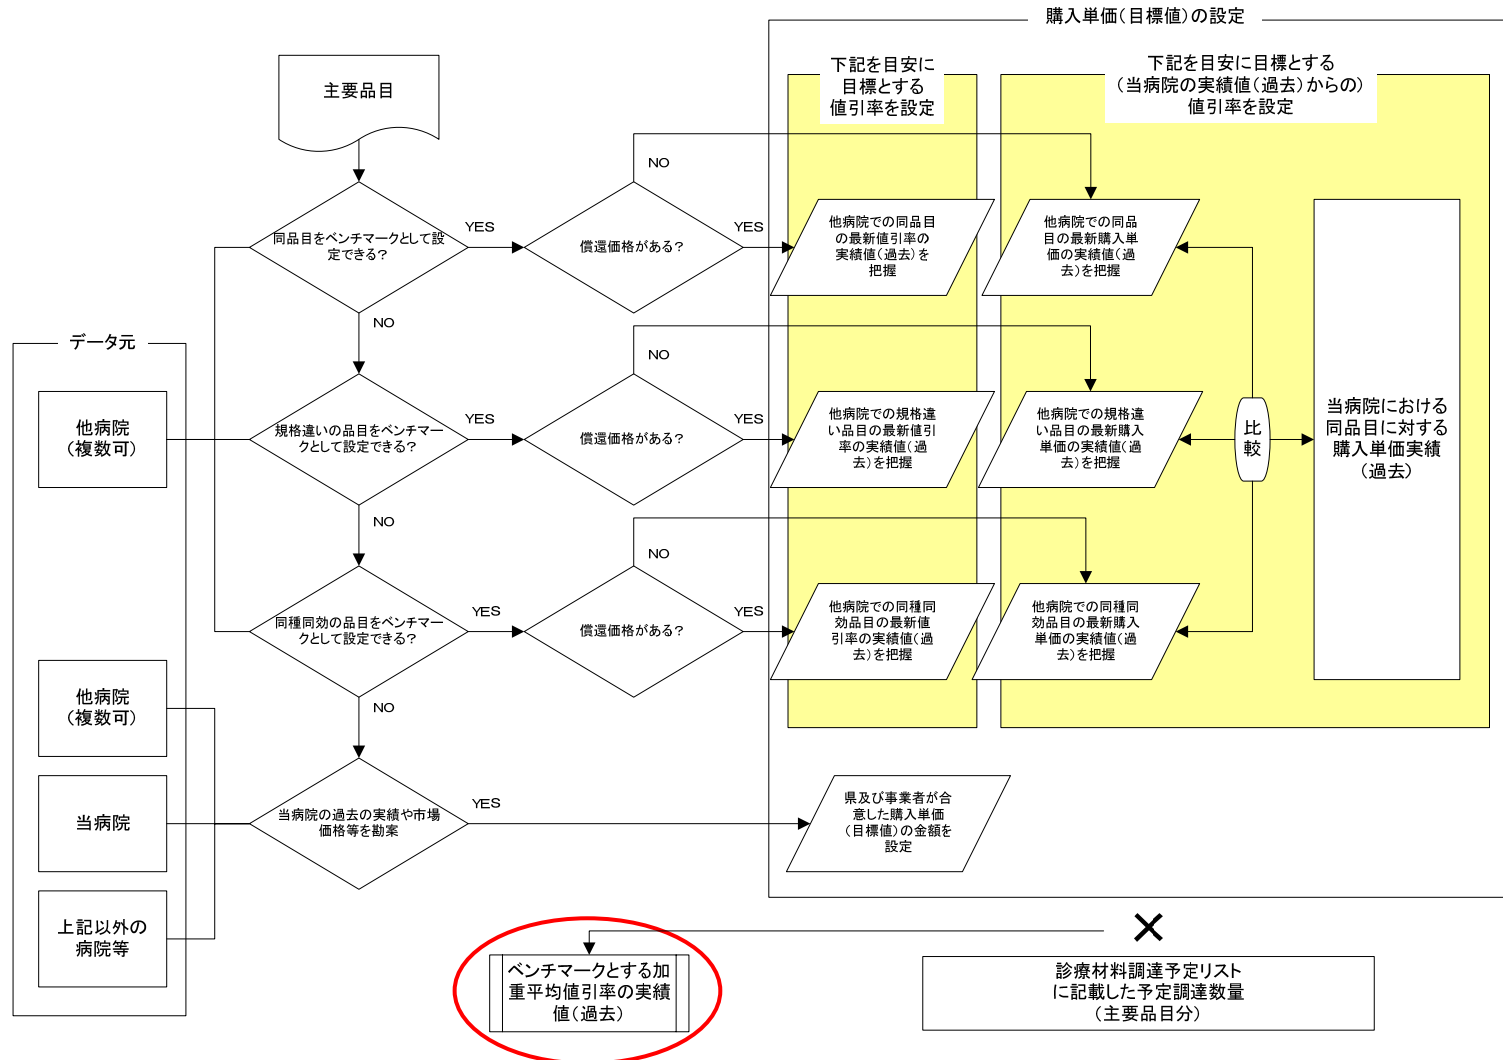 購入単価(目標値)の設定
下記を目安に
目標とする
値引率を設定
下記を目安に目標とする
(当病院の実績値(過去)からの)
値引率を設定
主要品目
同品目をベンチマークとして設
定できる?
YES
NO
償還価格がある?
NO
YES
他病院での同品目
の最新値引率の
実績値(過去)を
把握
他病院での同品
目の最新購入単
価の実績値(過
去)を把握
データ元
他病院
(複数可)
規格違いの品目をベンチマー
クとして設定できる?
YES
NO
償還価格がある?
NO
YES
他病院での規格違
い品目の最新値引
率の実績値(過
去)を把握
他病院での規格違
い品目の最新購入
単価の実績値(過
去)を把握
比
較
当病院における
同品目に対する
購入単価実績
(過去)
同種同効の品目をベンチマー
クとして設定できる?
YES
NO
償還価格がある?
NO
YES
他病院での同種同
効品目の最新値
引率の実績値(過
去)を把握
他病院での同種同
効品目の最新購入
単価の実績値(過
去)を把握
他病院
(複数可)
当病院
上記以外の
病院等
当病院の過去の実績や市場
価格等を勘案
YES
県及び事業者が合
意した購入単価
(目標値)の金額を
設定
×
ベンチマークとする加
重平均値引率の実績
値(過去)
診療材料調達予定リスト
に記載した予定調達数量
(主要品目分)